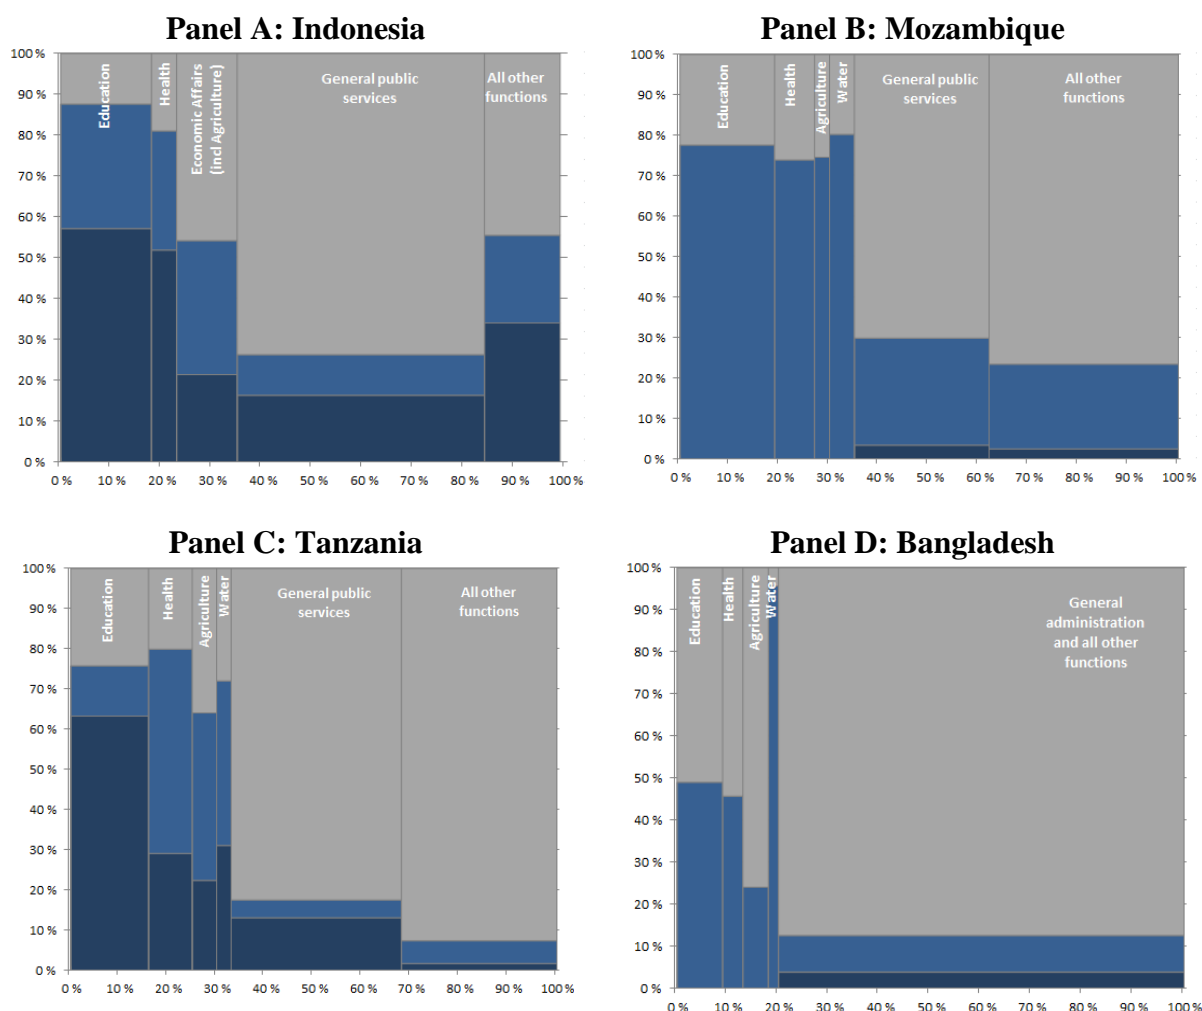 Panel A: Indonesia
100 %
90 %
80 %
70 %
60 %
50 %
40 %
30 %
20 %
10 %
0 %
Education
Health
Economic Affairs
(incl Agriculture)
General public
services
All other
functions
0 % 10 % 20 % 30 % 40 % 50 % 60 % 70 % 80 % 90 % 100 %
Panel B: Mozambique
100 %
90 %
80 %
70 %
60 %
50 %
40 %
30 %
20 %
10 %
0 %
Education
Health
Agriculture
Water
General public
services
All other
functions
0 % 10 % 20 % 30 % 40 % 50 % 60 % 70 % 80 % 90 % 100 %
Panel C: Tanzania
100 %
90 %
80 %
70 %
60 %
50 %
40 %
30 %
20 %
10 %
0 %
Education
Health
Agriculture
Water
General public
services
All other
functions
0 % 10 % 20 % 30 % 40 % 50 % 60 % 70 % 80 % 90 % 100 %
Panel D: Bangladesh
100 %
90 %
80 %
70 %
60 %
50 %
40 %
30 %
20 %
10 %
0 %
Education
Health
Agriculture
Water
General
administration
and all other
functions
0 % 10 % 20 % 30 % 40 % 50 % 60 % 70 % 80 % 90 % 100 %